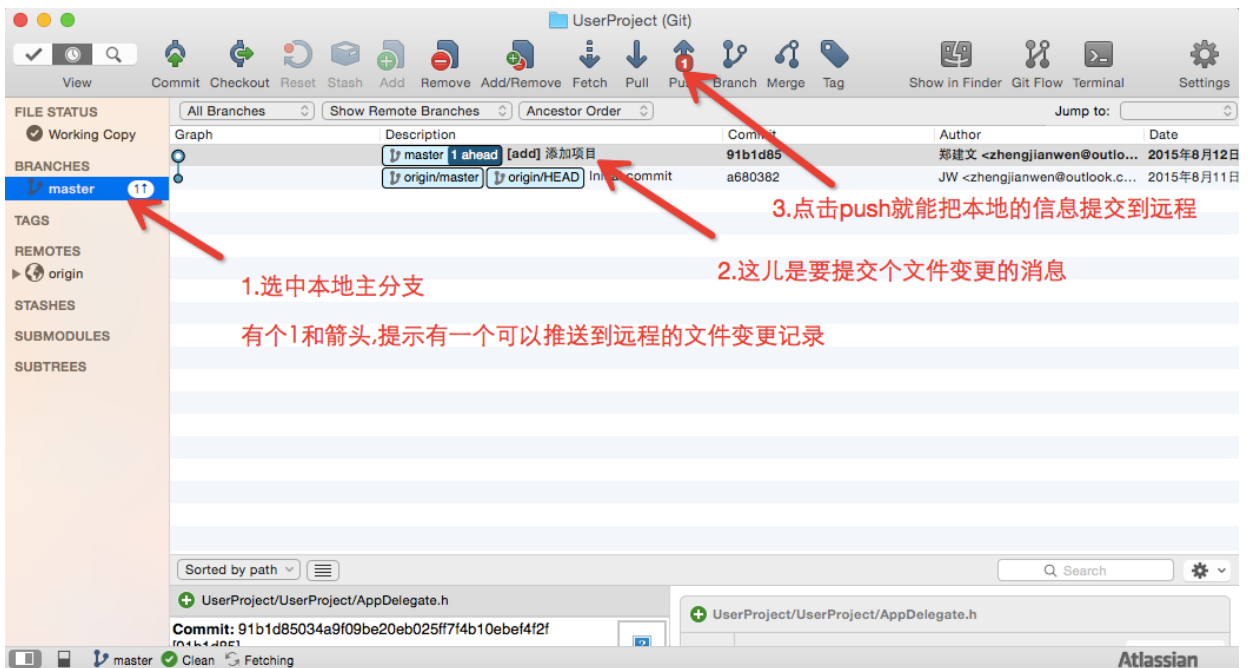 UserProject (Git)
View Commit Checkout Reset Stash Add Remove Add/Remove Fetch Pull 1 Branch Merge Tag Show in Finder Git Flow Terminal Settings
FILE STATUS
Working Copy
BRANCHES
master 1↑
TAGS
REMOTES
origin
STASHES
SUBMODULES
SUBTREES
All Branches Show Remote Branches Ancestor Order Jump to:
Graph Description Commit Author Date
master 1 ahead [add] 添加项目 91b1d85 郑建文 <zhengjianwen@outlo... 2015年8月12日
origin/master origin/HEAD commit a680382 JW <zhengjianwen@outlook.c... 2015年8月11日
3.点击push就能把本地的信息提交到远程
2.这儿是要提交个文件变更的消息
1.选中本地主分支
有个1和箭头,提示有一个可以推送到远程的文件变更记录
Sorted by path Search
UserProject/UserProject/AppDelegate.h
UserProject/UserProject/AppDelegate.h
Commit: 91b1d85034a9f09be20eb025ff7f4b10ebef4f2f
master Clean Fetching Atlassian